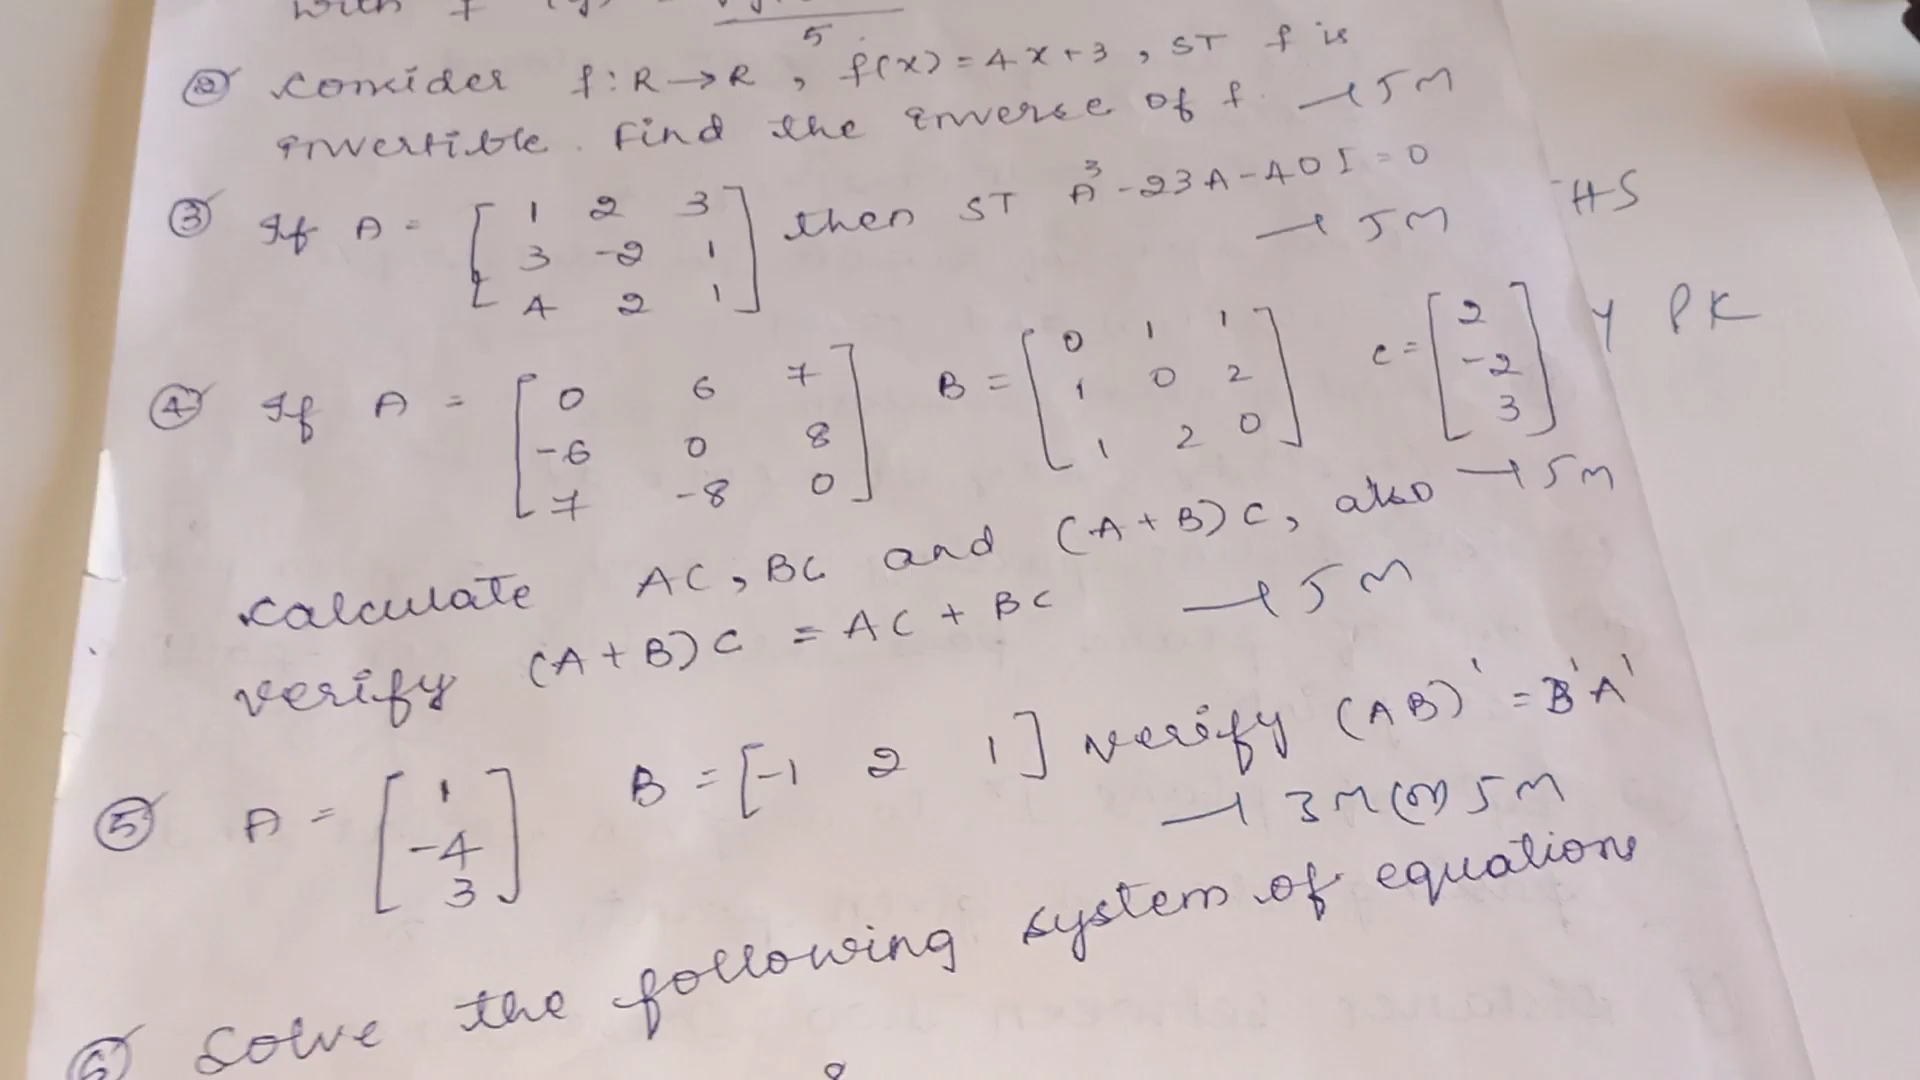 with f
5
② Consider f:R→R, f(x)=4x+3, ST f is
invertible. Find the inverse of f. → 5M
③ If A = [1 2 3
3 -2 1
4 2 1] then ST A³-23A-40I=0
→ 5M
HS
④ If A = [0 6 7
-6 0 8
7 -8 0] B = [0 1 1
1 0 2
1 2 0] C = [2
-2
3]
Y PK
→ 5M
calculate AC, BC and (A+B)C, also
verify (A+B)C = AC + BC → 5M
⑤ A = [1
-4
3] B = [-1 2 1] verify (AB)' = B'A'
→ 3M (or) 5M
⑥ Solve the following system of equations